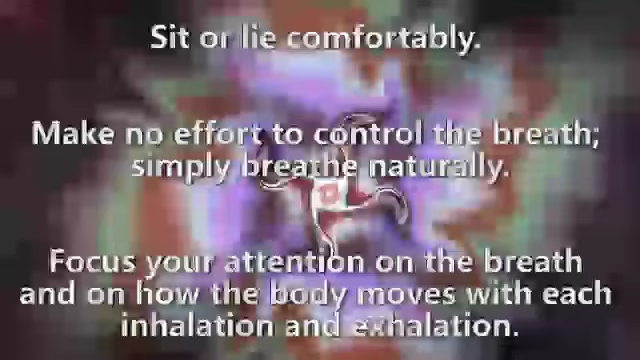 Sit or lie comfortably.
Make no effort to control the breath;
simply breathe naturally.
Focus your attention on the breath
and on how the body moves with each
inhalation and exhalation.